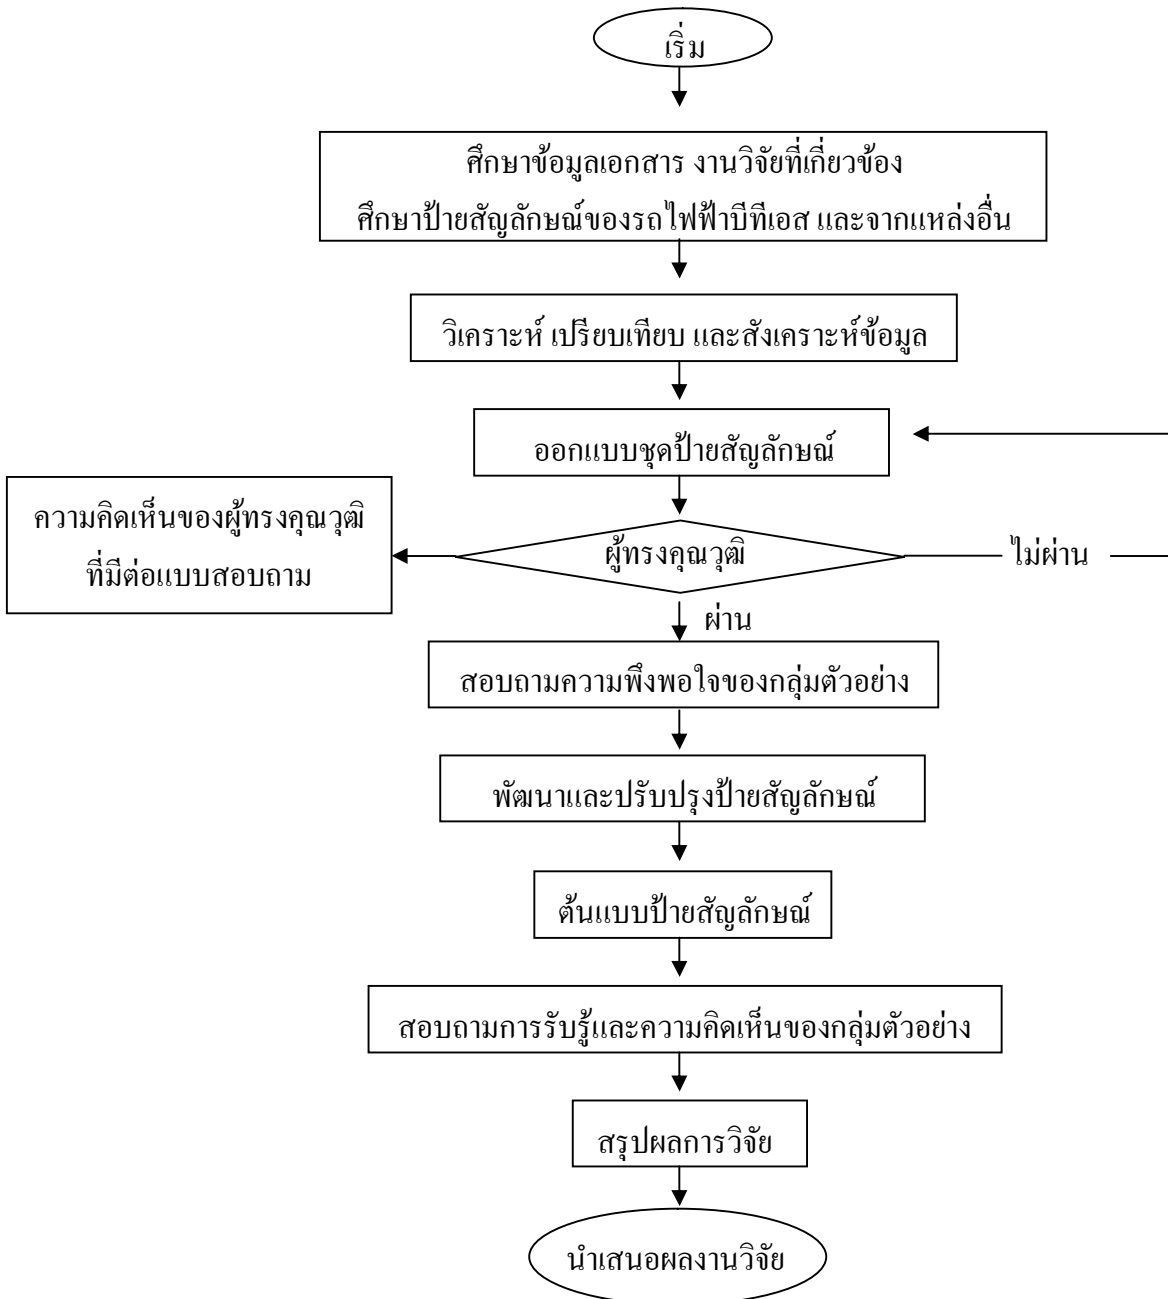 เริ่ม
ศึกษาข้อมูลเอกสาร งานวิจัยที่เกี่ยวข้อง
ศึกษาป้ายสัญลักษณ์ของรถไฟฟ้าบีทีเอส และจากแหล่งอื่น
วิเคราะห์ เปรียบเทียบ และสังเคราะห์ข้อมูล
ออกแบบชุดป้ายสัญลักษณ์
ความคิดเห็นของผู้ทรงคุณวุฒิ
ที่มีต่อแบบสอบถาม
ผู้ทรงคุณวุฒิ
ไม่ผ่าน
ผ่าน
สอบถามความพึงพอใจของกลุ่มตัวอย่าง
พัฒนาและปรับปรุงป้ายสัญลักษณ์
ต้นแบบป้ายสัญลักษณ์
สอบถามการรับรู้และความคิดเห็นของกลุ่มตัวอย่าง
สรุปผลการวิจัย
นำเสนอผลงานวิจัย